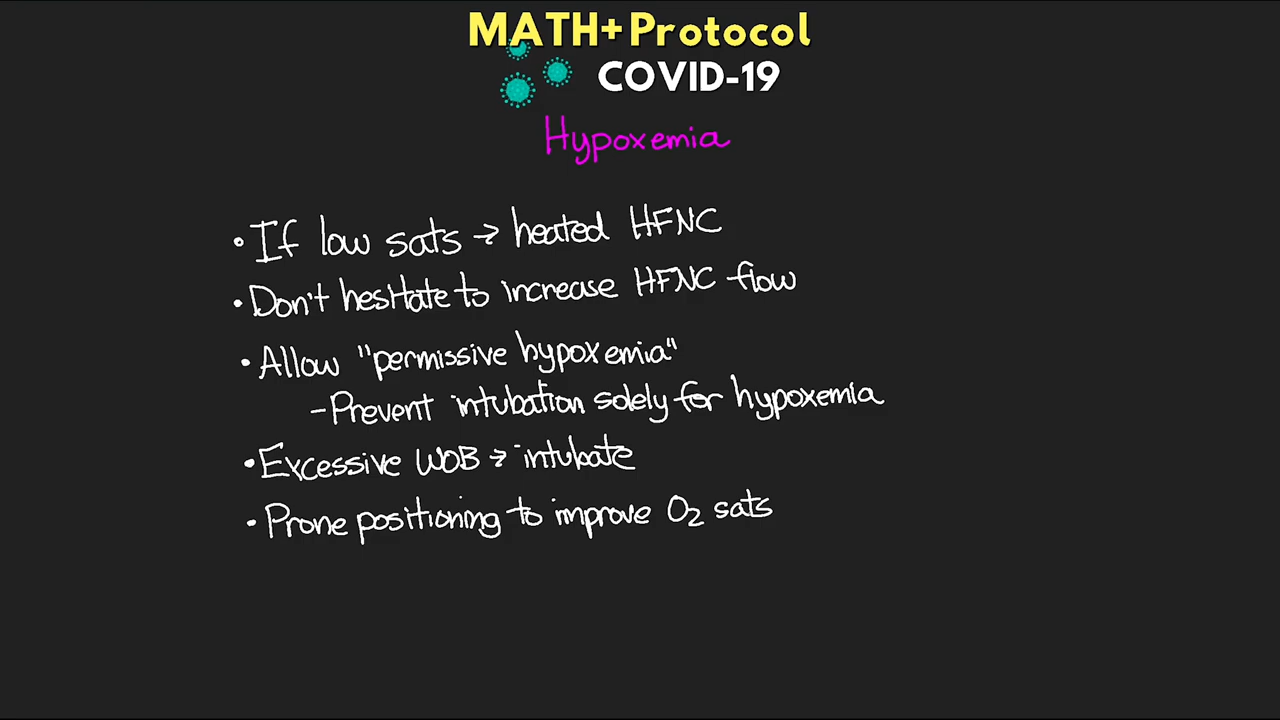 MATH+Protocol
COVID-19
Hypoxemia
• If low sats → heated HFNC
• Don't hesitate to increase HFNC flow
• Allow "permissive hypoxemia"
- Prevent intubation solely for hypoxemia
• Excessive WOB → intubate
• Prone positioning to improve O₂ sats